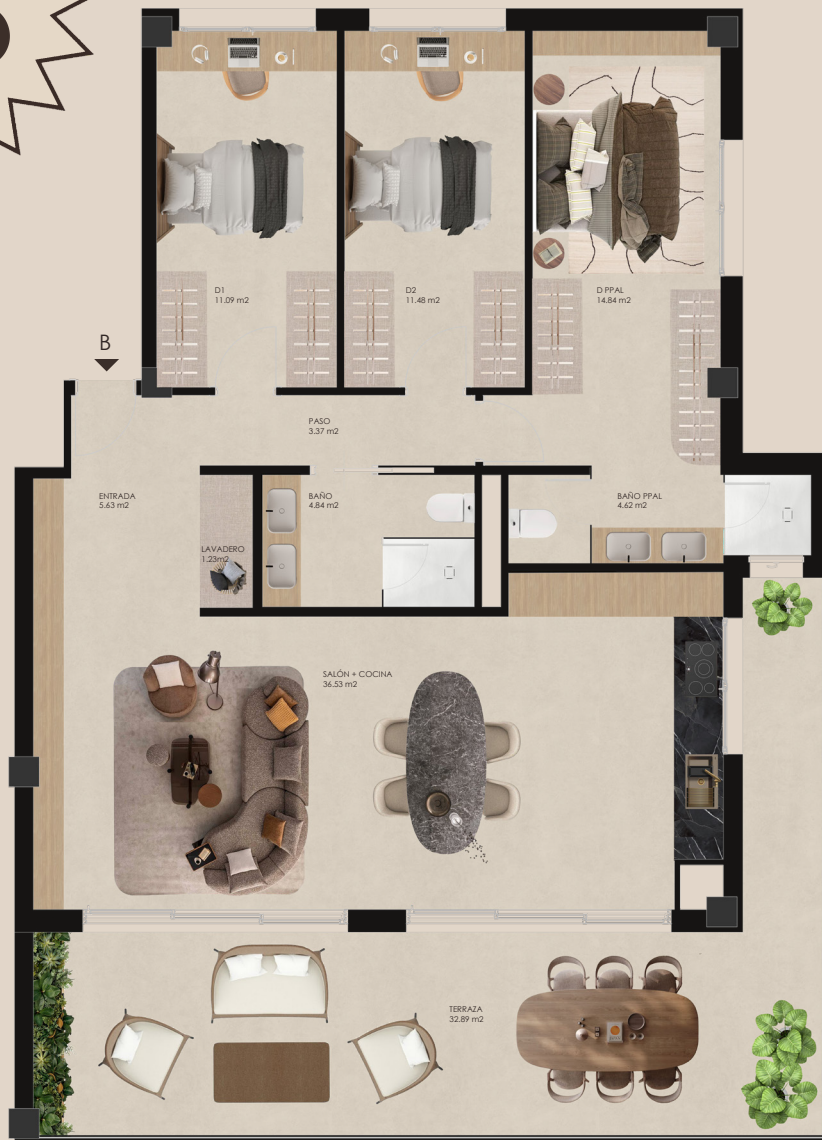 D1
11.09 m2
D2
11.48 m2
D PPAL
14.84 m2
B
PASO
3.37 m2
ENTRADA
5.63 m2
BAÑO
4.84 m2
BAÑO PPAL
4.62 m2
LAVADERO
1.23m2
SALÓN + COCINA
36.53 m2
TERRAZA
32.89 m2